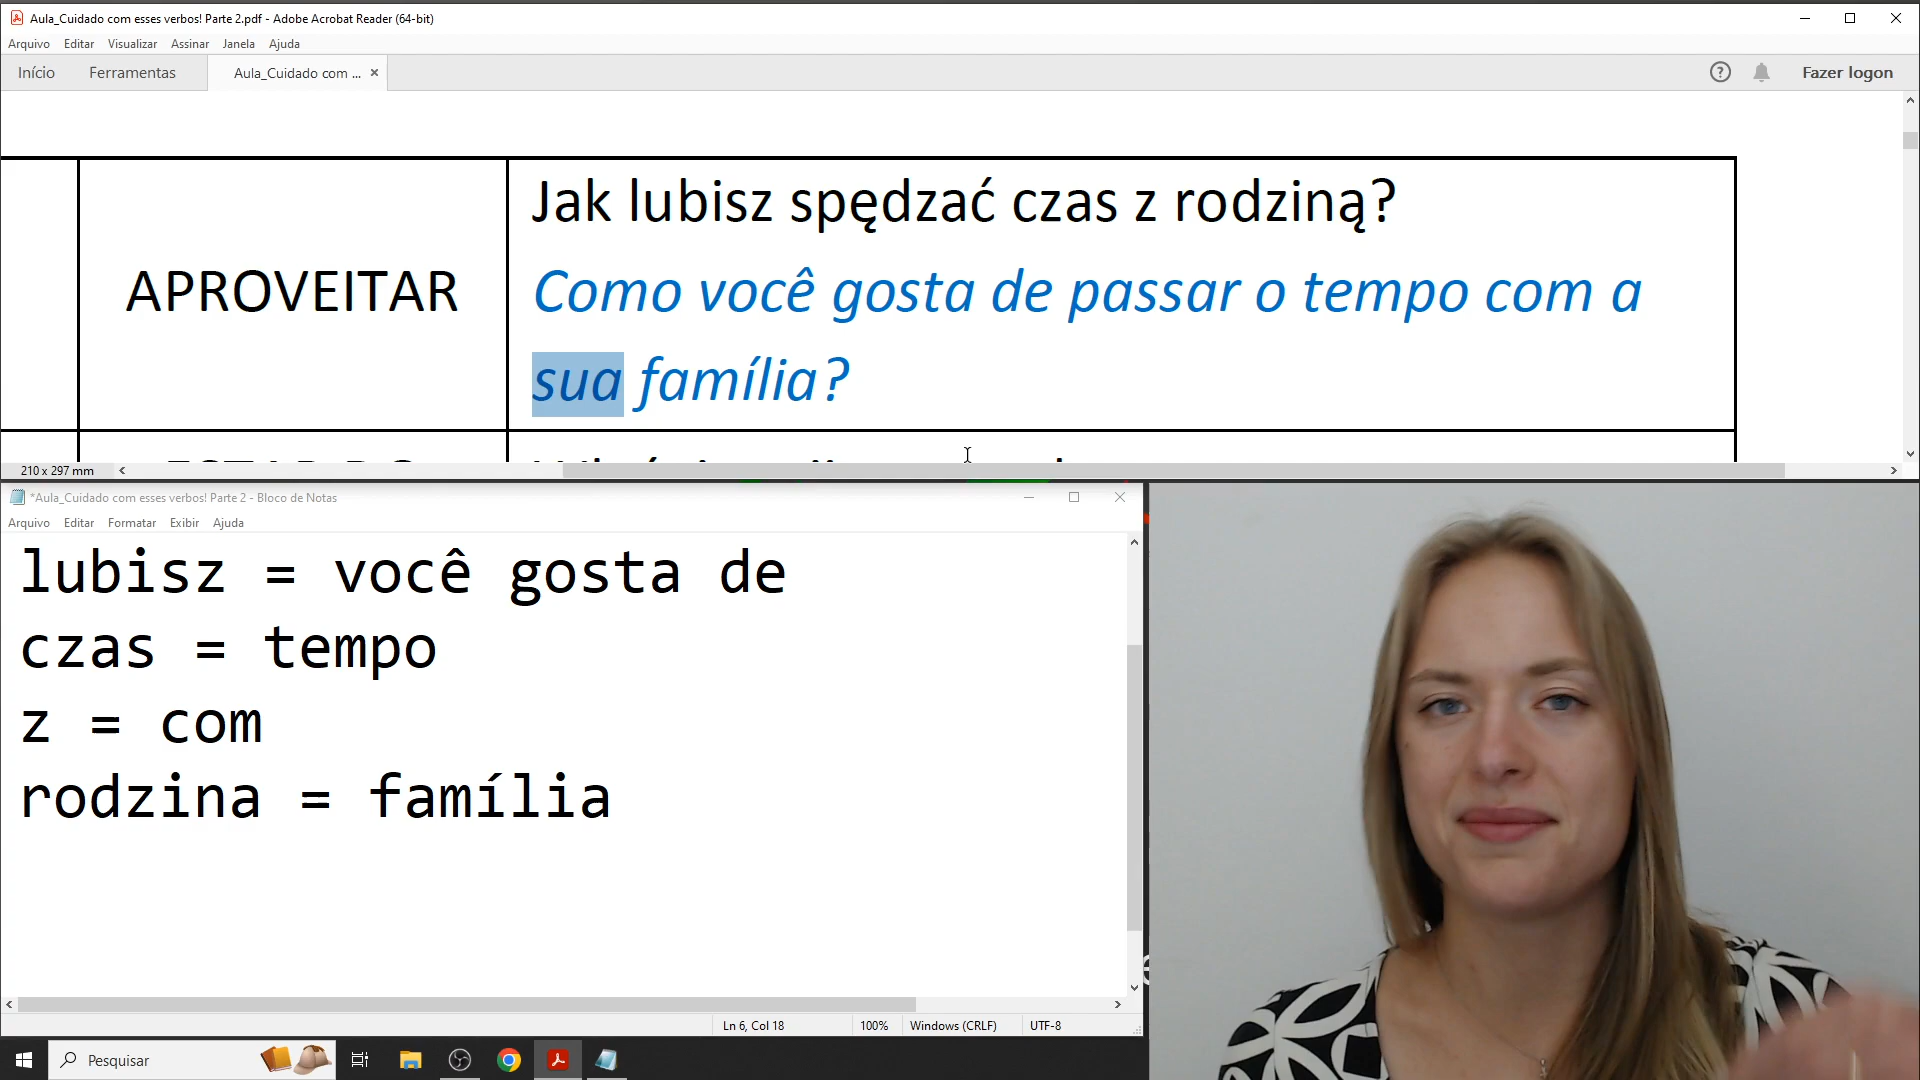 Aula_Cuidado com esses verbos! Parte 2.pdf - Adobe Acrobat Reader (64-bit)
Arquivo Editar Visualizar Assinar Janela Ajuda
Início Ferramentas Aula_Cuidado com ... Fazer logon
Jak lubisz spędzać czas z rodziną?
APROVEITAR
Como você gosta de passar o tempo com a
sua família?
210 x 297 mm
*Aula_Cuidado com esses verbos! Parte 2 - Bloco de Notas
Arquivo Editar Formatar Exibir Ajuda
lubisz = você gosta de
czas = tempo
z = com
rodzina = família
Ln 6, Col 18 100% Windows (CRLF) UTF-8
Pesquisar